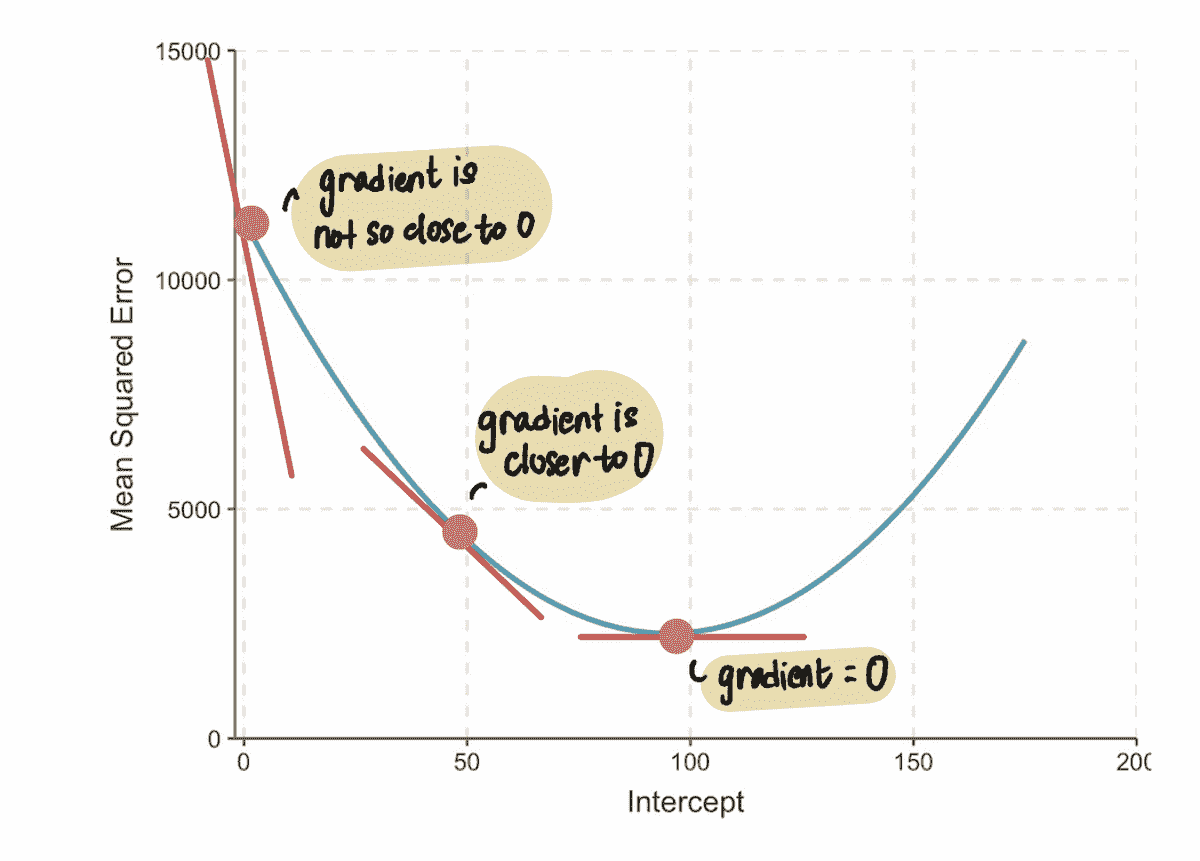 15000
gradient is
not so close to 0
10000
Mean Squared Error
gradient is
closer to 0
5000
gradient = 0
0
0 50 100 150 200
Intercept